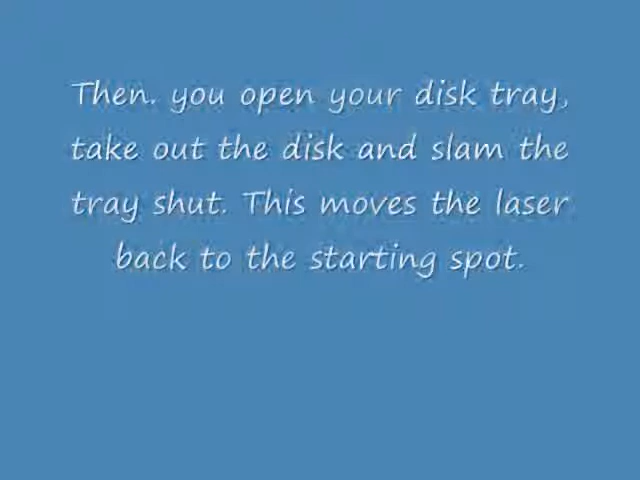 Then. you open your disk tray,
take out the disk and slam the
tray shut. This moves the laser
back to the starting spot.